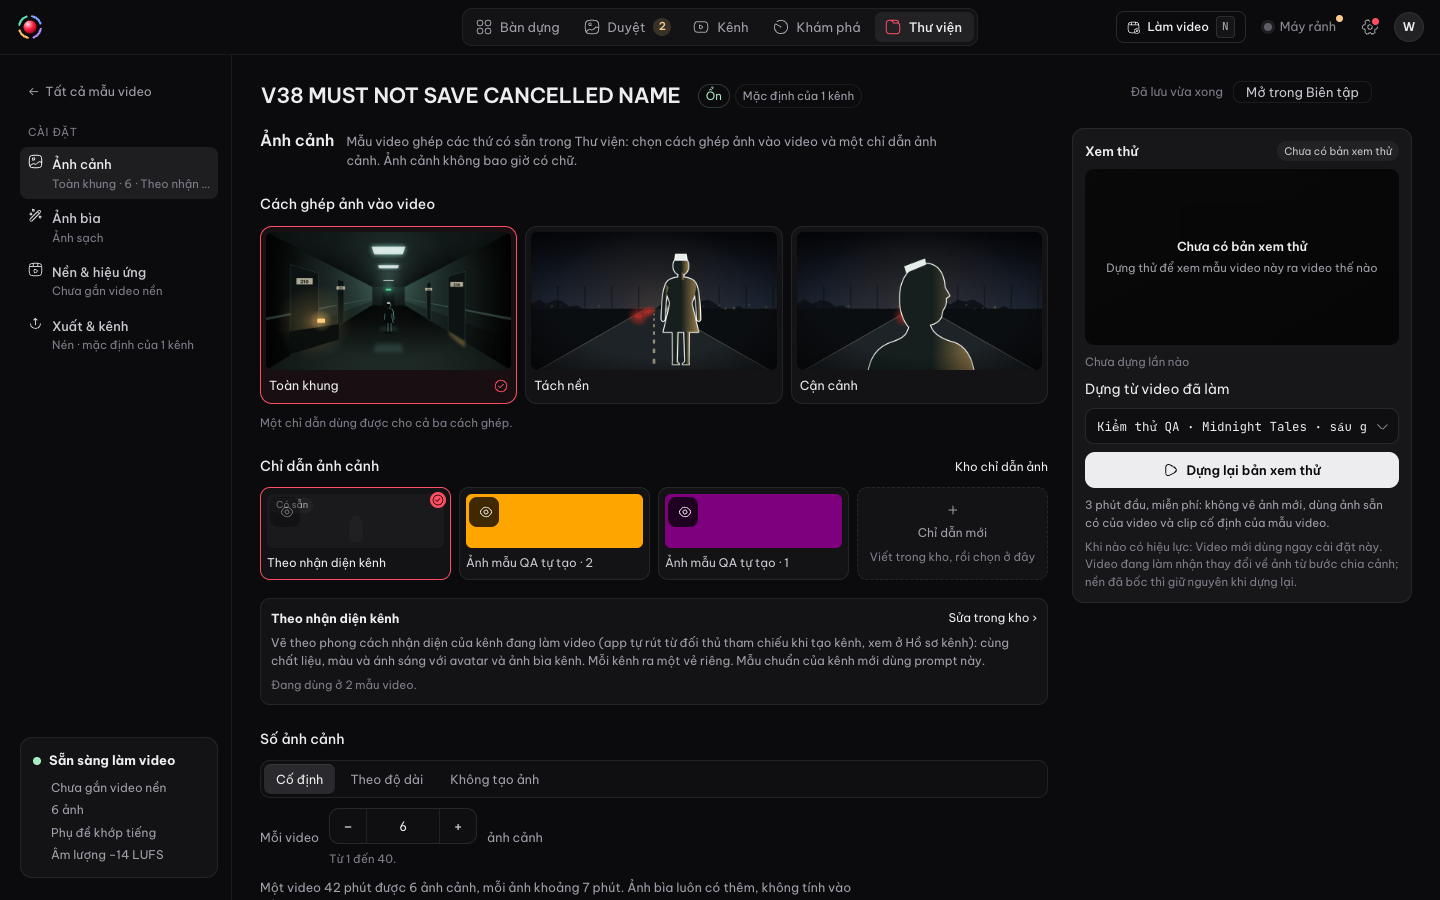 Bàn dựng
Duyệt 2
Kênh
Khám phá
Thư viện
Làm video N
Máy rảnh
W
← Tất cả mẫu video
CÀI ĐẶT
Ảnh cảnh
Toàn khung · 6 · Theo nhận ...
Ảnh bìa
Ảnh sạch
Nền & hiệu ứng
Chưa gắn video nền
Xuất & kênh
Nén · mặc định của 1 kênh
Sẵn sàng làm video
Chưa gắn video nền
6 ảnh
Phụ đề khớp tiếng
Âm lượng -14 LUFS
V38 MUST NOT SAVE CANCELLED NAME
Ổn
Mặc định của 1 kênh
Đã lưu vừa xong
Mở trong Biên tập
Ảnh cảnh
Mẫu video ghép các thứ có sẵn trong Thư viện: chọn cách ghép ảnh vào video và một chỉ dẫn ảnh
cảnh. Ảnh cảnh không bao giờ có chữ.
Cách ghép ảnh vào video
Toàn khung
Tách nền
Cận cảnh
Một chỉ dẫn dùng được cho cả ba cách ghép.
Chỉ dẫn ảnh cảnh
Kho chỉ dẫn ảnh
Có sẵn
Theo nhận diện kênh
Ảnh mẫu QA tự tạo · 2
Ảnh mẫu QA tự tạo · 1
+
Chỉ dẫn mới
Viết trong kho, rồi chọn ở đây
Theo nhận diện kênh
Sửa trong kho ›
Vẽ theo phong cách nhận diện của kênh đang làm video (app tự rút từ đối thủ tham chiếu khi tạo kênh, xem ở Hồ sơ kênh): cùng
chất liệu, màu và ánh sáng với avatar và ảnh bìa kênh. Mỗi kênh ra một vẻ riêng. Mẫu chuẩn của kênh mới dùng prompt này.
Đang dùng ở 2 mẫu video.
Số ảnh cảnh
Cố định
Theo độ dài
Không tạo ảnh
Mỗi video − 6 + ảnh cảnh
Từ 1 đến 40.
Một video 42 phút được 6 ảnh cảnh, mỗi ảnh khoảng 7 phút. Ảnh bìa luôn có thêm, không tính vào
Xem thử
Chưa có bản xem thử
Chưa có bản xem thử
Dựng thử để xem mẫu video này ra video thế nào
Chưa dựng lần nào
Dựng từ video đã làm
Kiểm thử QA · Midnight Tales · sáu g
Dựng lại bản xem thử
3 phút đầu, miễn phí: không vẽ ảnh mới, dùng ảnh sẵn
có của video và clip cố định của mẫu video.
Khi nào có hiệu lực: Video mới dùng ngay cài đặt này.
Video đang làm nhận thay đổi về ảnh từ bước chia cảnh;
nền đã bốc thì giữ nguyên khi dựng lại.